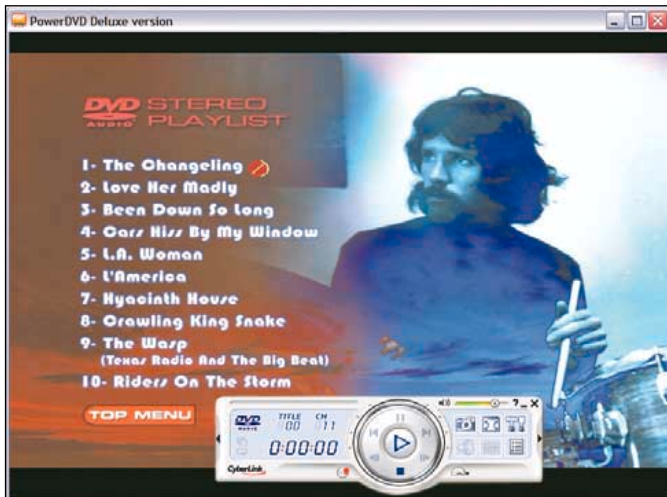 PowerDVD Deluxe version
DVD AUDIO STEREO PLAYLIST
1- The Changeling
2- Love Her Madly
3- Been Down So Long
4- Cars Hiss By My Window
5- L.A. Woman
6- L'America
7- Hyacinth House
8- Crawling King Snake
9- The Wasp
(Texas Radio And The Big Beat)
10- Riders On The Storm
TOP MENU
DVD AUDIO
TITLE CH
00 11
0:00:00
CyberLink